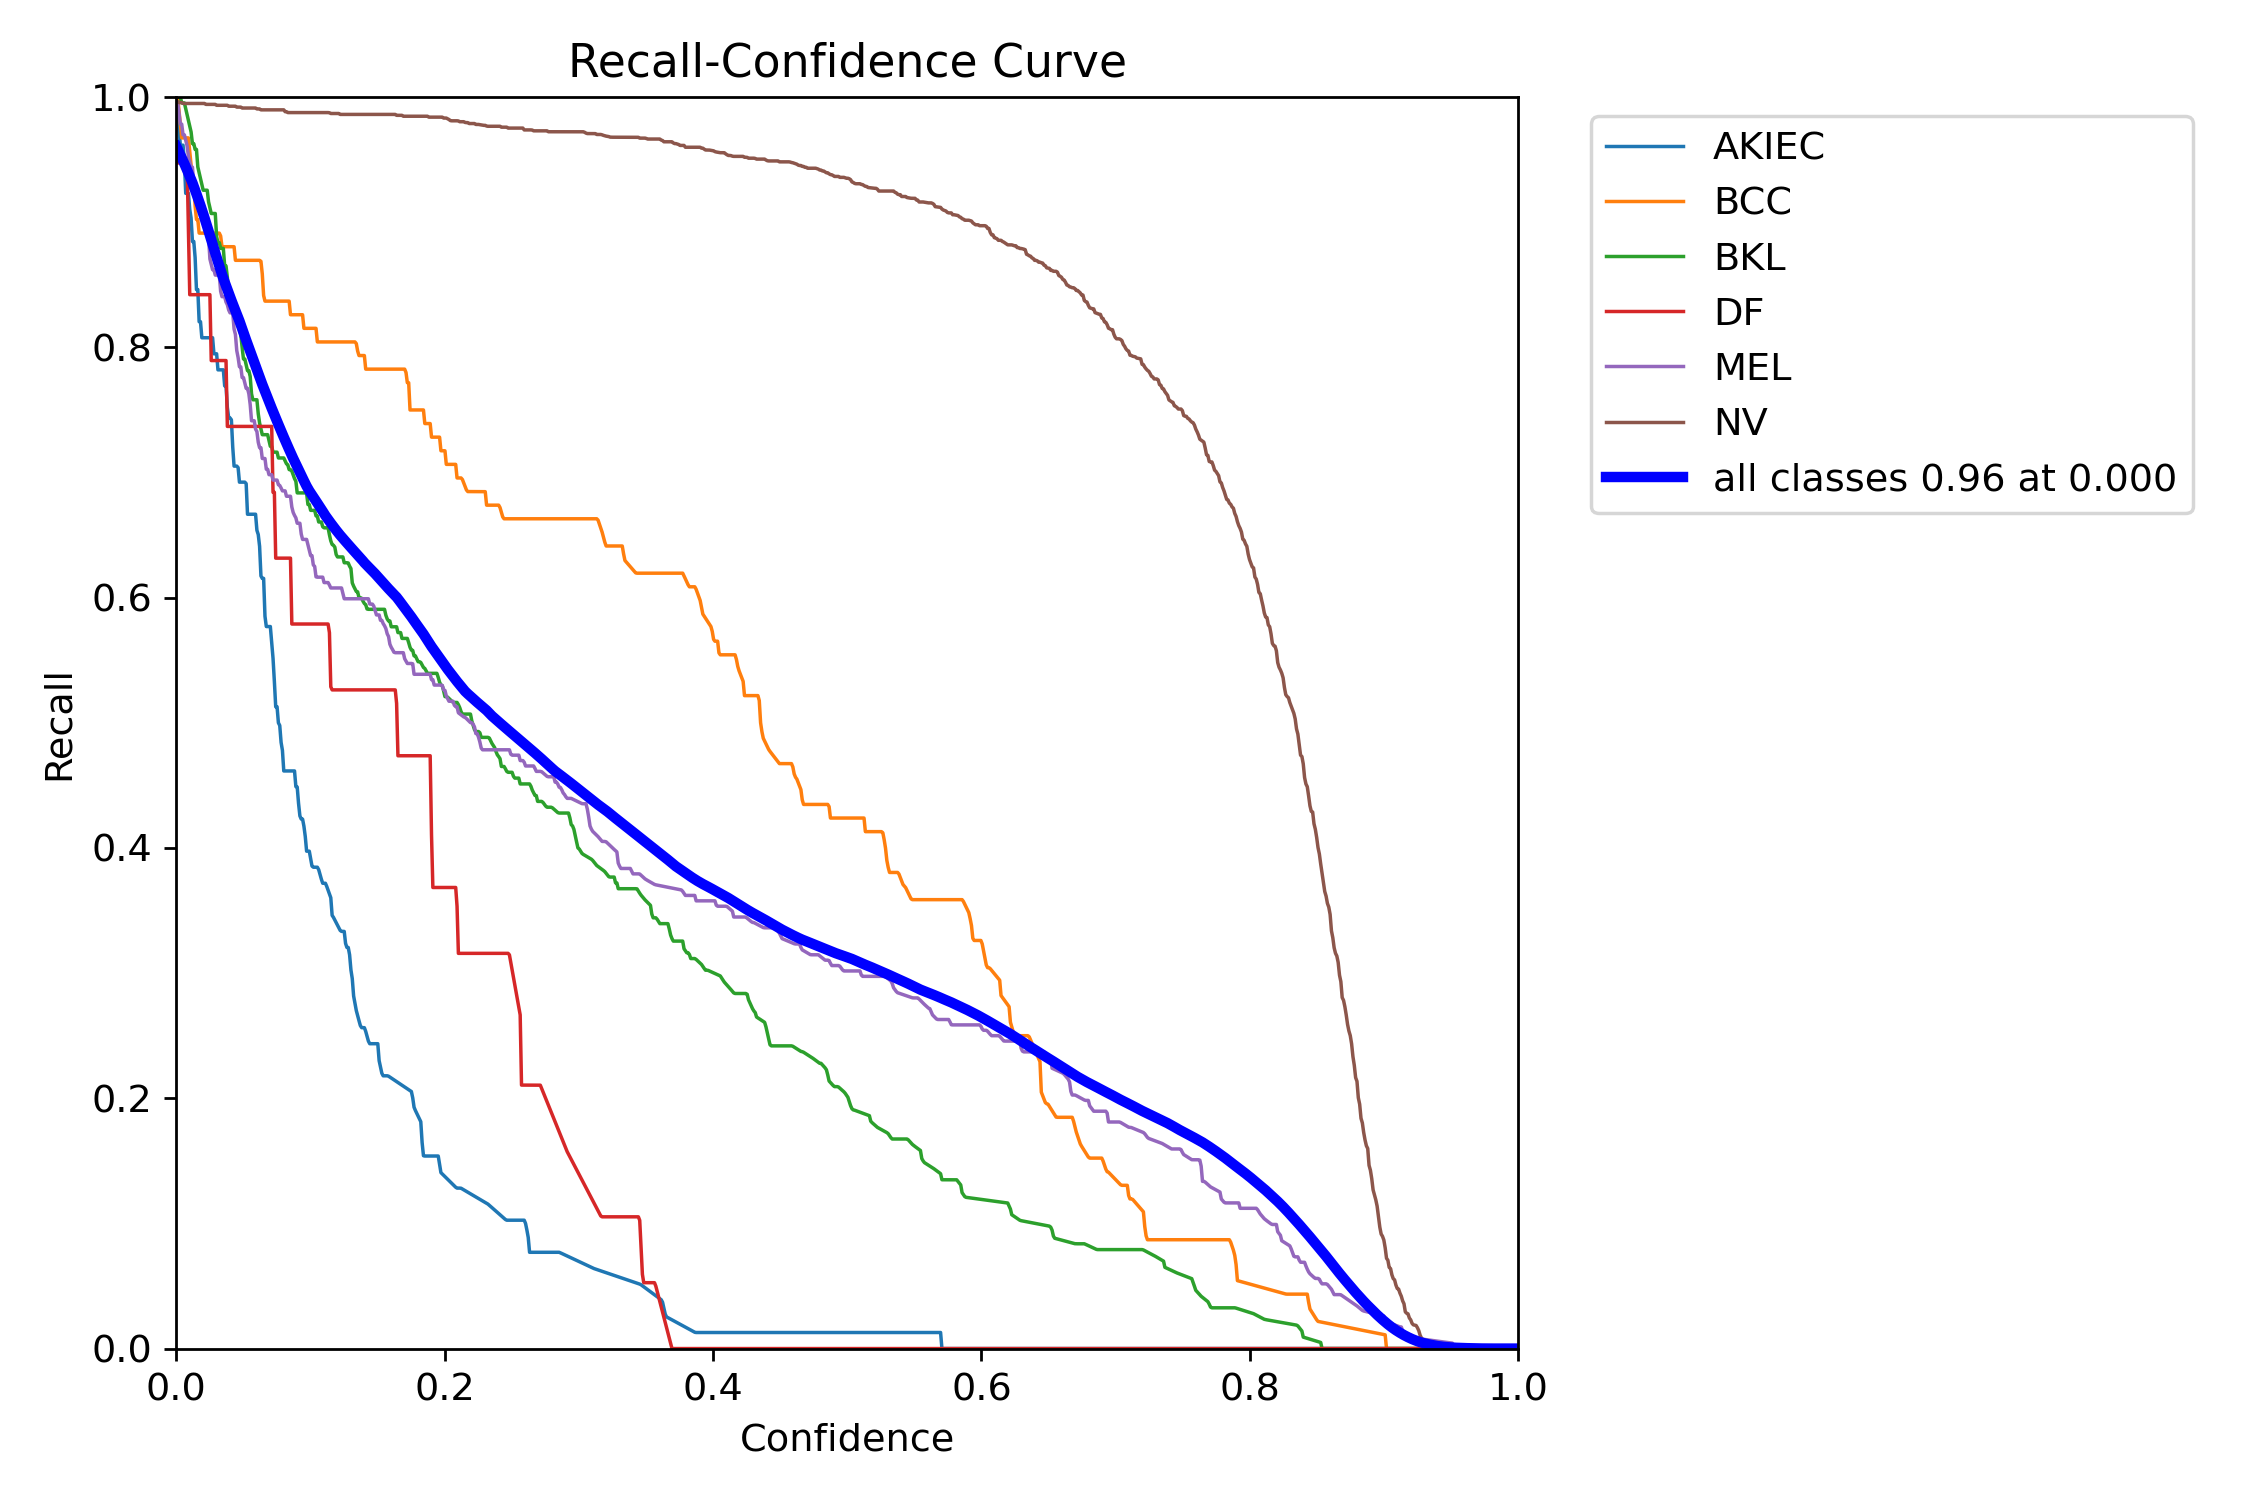 Recall-Confidence Curve
1.0
0.8
0.6
0.4
0.2
0.0
Recall
0.0 0.2 0.4 0.6 0.8 1.0
Confidence
AKIEC
BCC
BKL
DF
MEL
NV
all classes 0.96 at 0.000